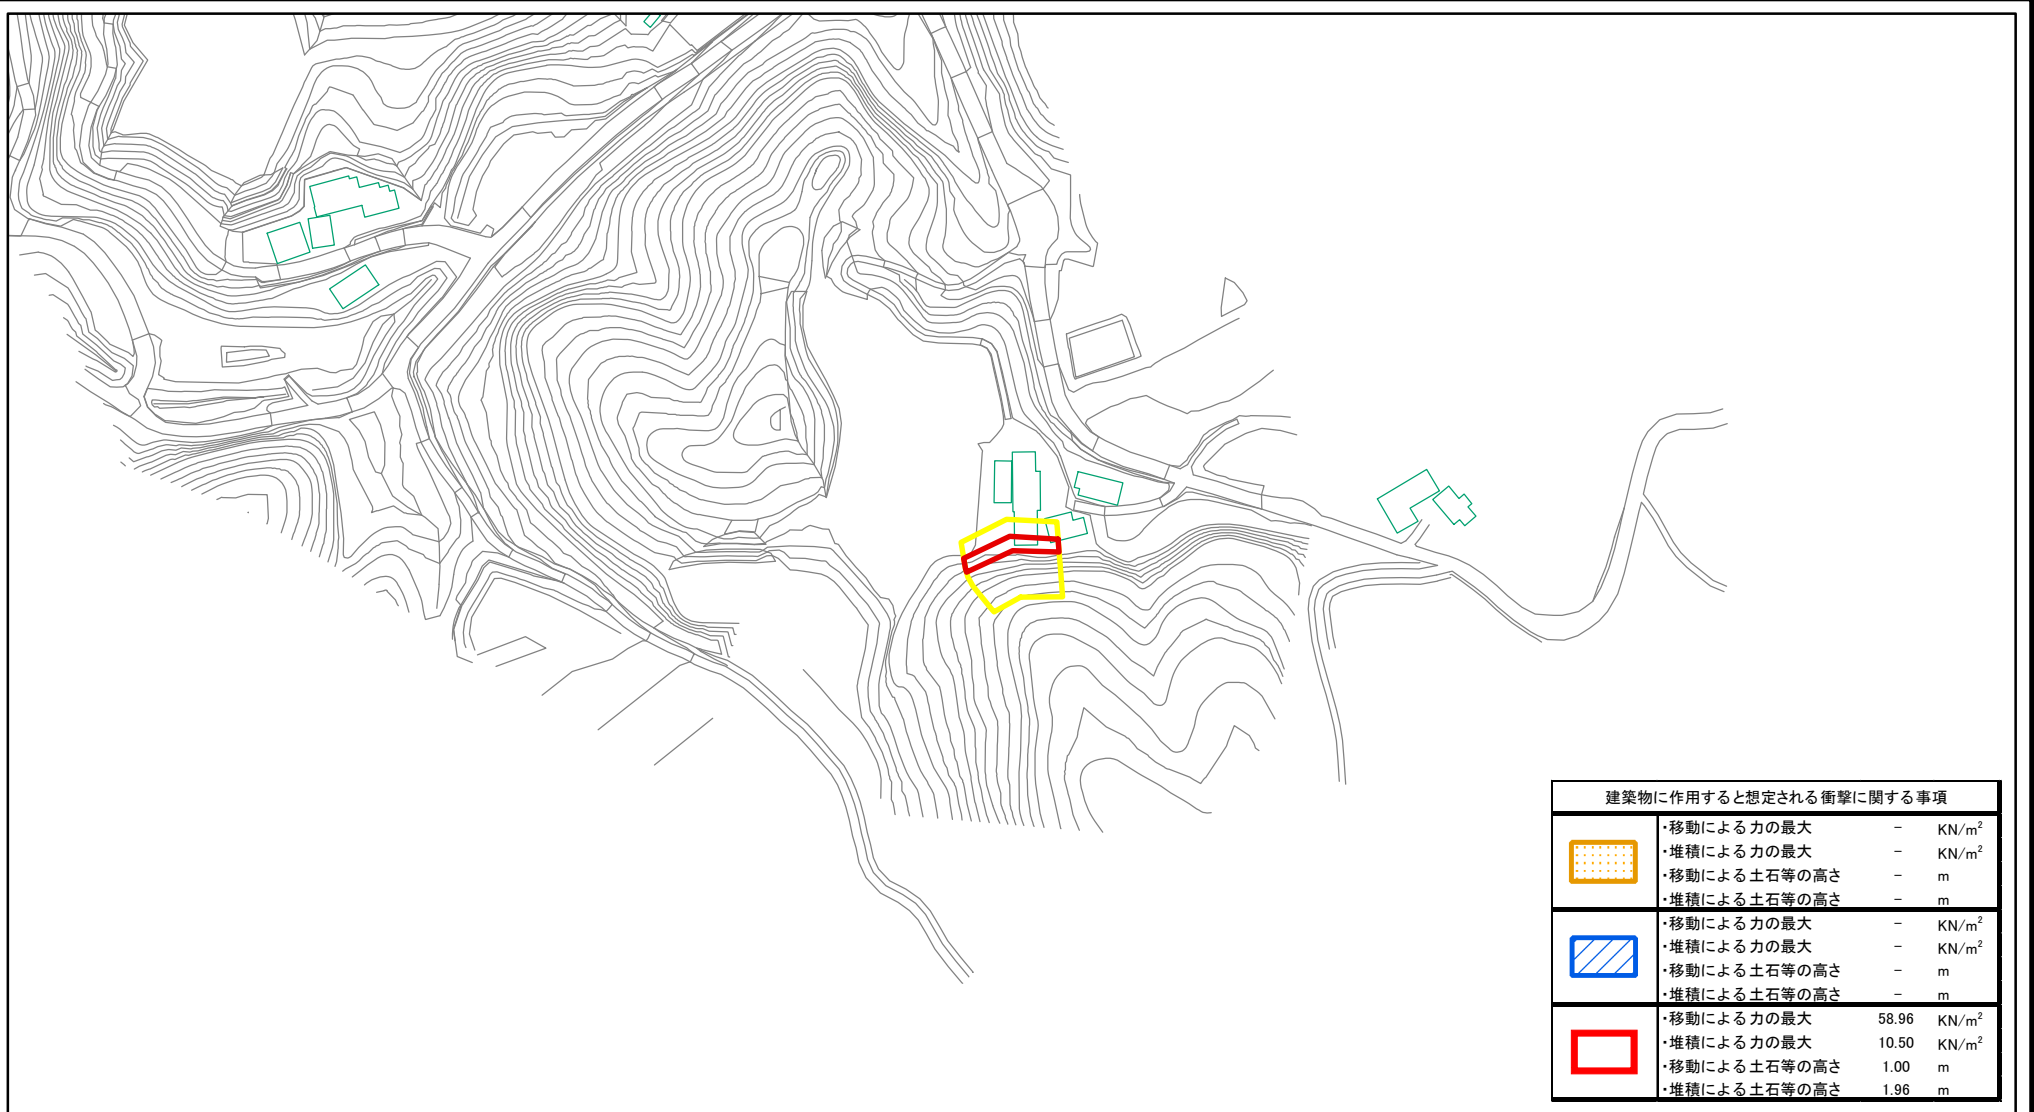 建築物に作用すると想定される衝撃に関する事項
・移動による力の最大 － KN/m²
・堆積による力の最大 － KN/m²
・移動による土石等の高さ － m
・堆積による土石等の高さ － m
・移動による力の最大 － KN/m²
・堆積による力の最大 － KN/m²
・移動による土石等の高さ － m
・堆積による土石等の高さ － m
・移動による力の最大 58.96 KN/m²
・堆積による力の最大 10.50 KN/m²
・移動による土石等の高さ 1.00 m
・堆積による土石等の高さ 1.96 m